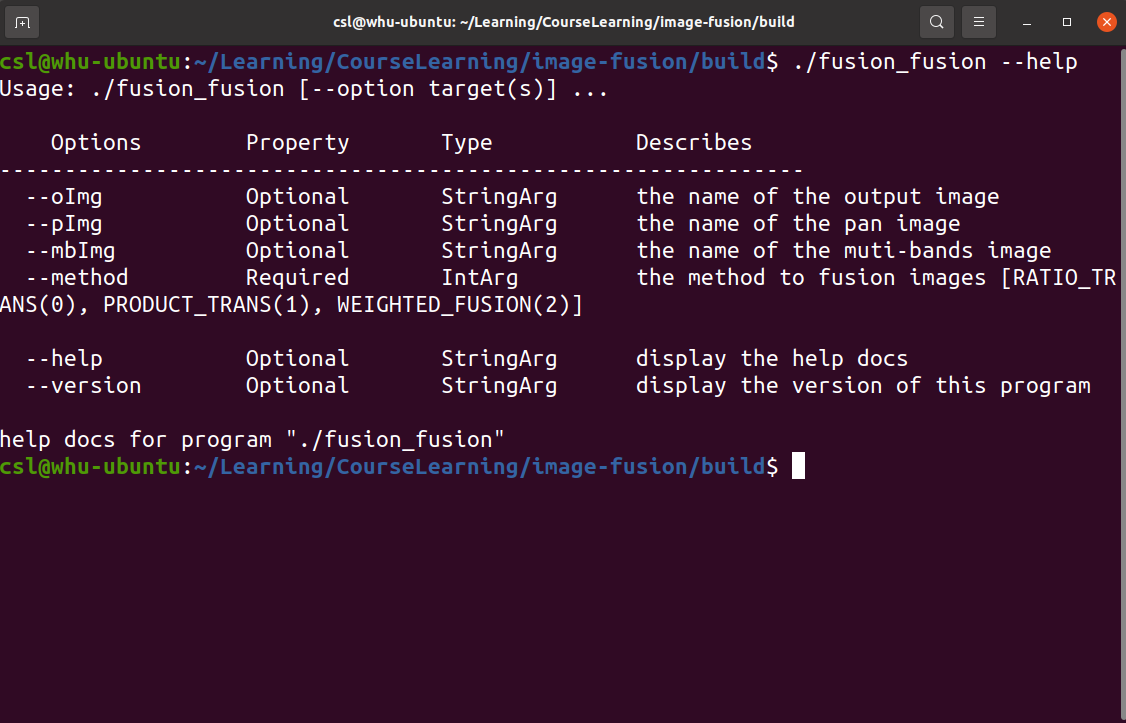 csl@whu-ubuntu: ~/Learning/CourseLearning/image-fusion/build
csl@whu-ubuntu:~/Learning/CourseLearning/image-fusion/build$ ./fusion_fusion --help
Usage: ./fusion_fusion [--option target(s)] ...
Options Property Type Describes
--------------------------------------------------------------
--oImg Optional StringArg the name of the output image
--pImg Optional StringArg the name of the pan image
--mbImg Optional StringArg the name of the muti-bands image
--method Required IntArg the method to fusion images [RATIO_TR
ANS(0), PRODUCT_TRANS(1), WEIGHTED_FUSION(2)]
--help Optional StringArg display the help docs
--version Optional StringArg display the version of this program
help docs for program "./fusion_fusion"
csl@whu-ubuntu:~/Learning/CourseLearning/image-fusion/build$